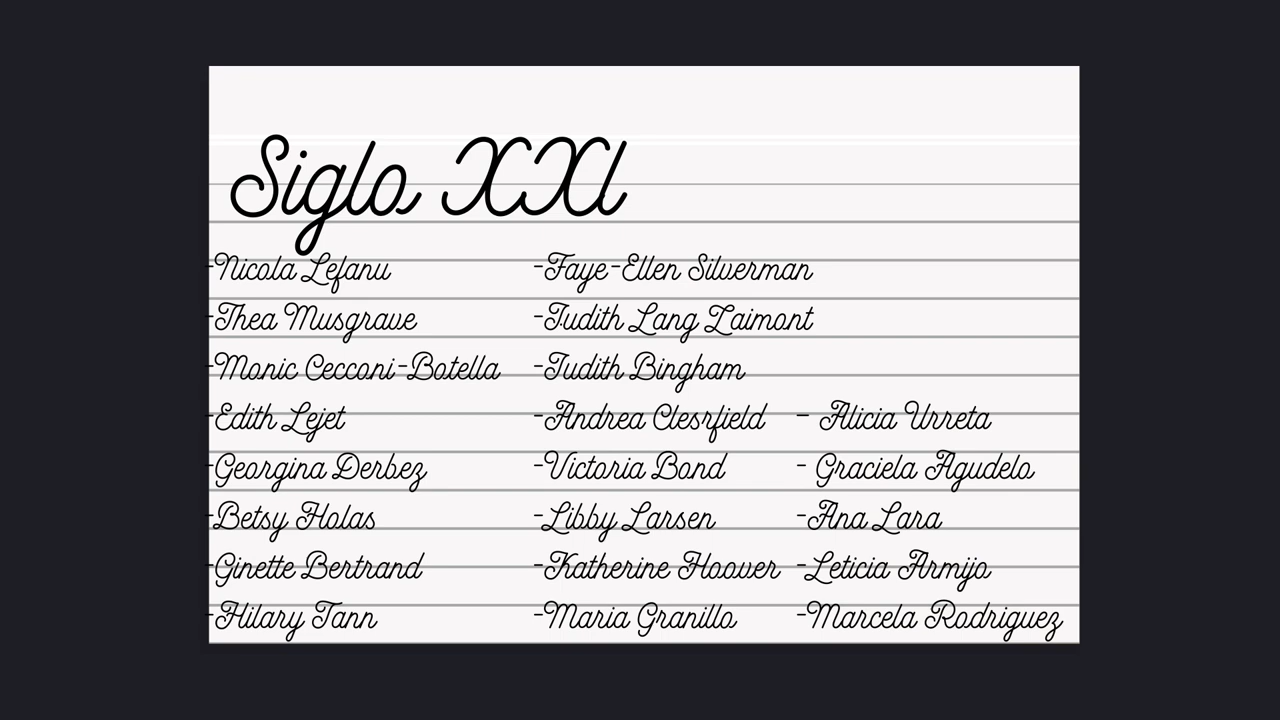 Siglo XXI
-Nicola Lefanu
-Thea Musgrave
-Monic Cecconi-Botella
-Edith Lejet
-Georgina Derbez
-Betsy Holas
-Ginette Bertrand
-Hilary Tann
-Faye-Ellen Silverman
-Judith Lang Zaimont
-Judith Bingham
-Andrea Clesrfield
-Victoria Bond
-Libby Larsen
-Katherine Hoover
-Maria Granillo
- Alicia Urreta
- Graciela Agudelo
-Ana Lara
-Leticia Armijo
-Marcela Rodriguez